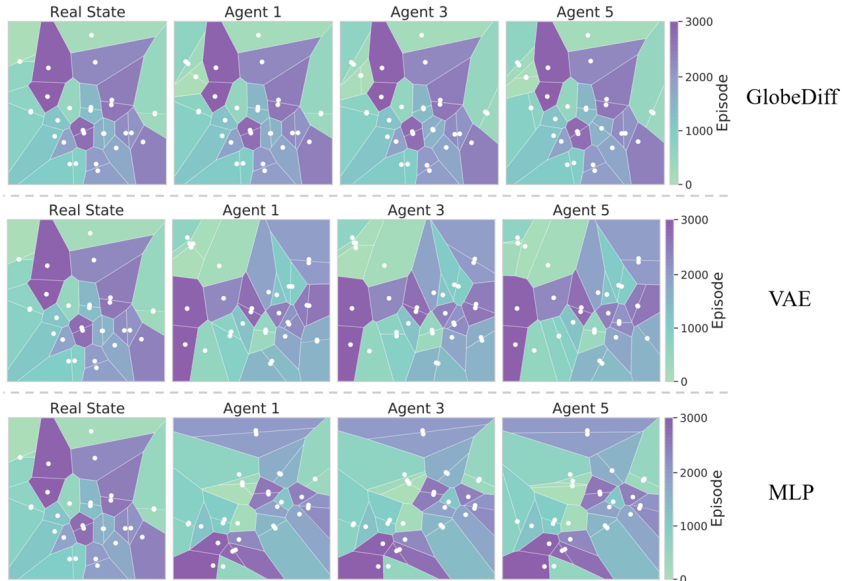 Real State Agent 1 Agent 3 Agent 5
3000
2000
1000
0
Episode
GlobeDiff
Real State Agent 1 Agent 3 Agent 5
3000
2000
1000
0
Episode
VAE
Real State Agent 1 Agent 3 Agent 5
3000
2000
1000
0
Episode
MLP